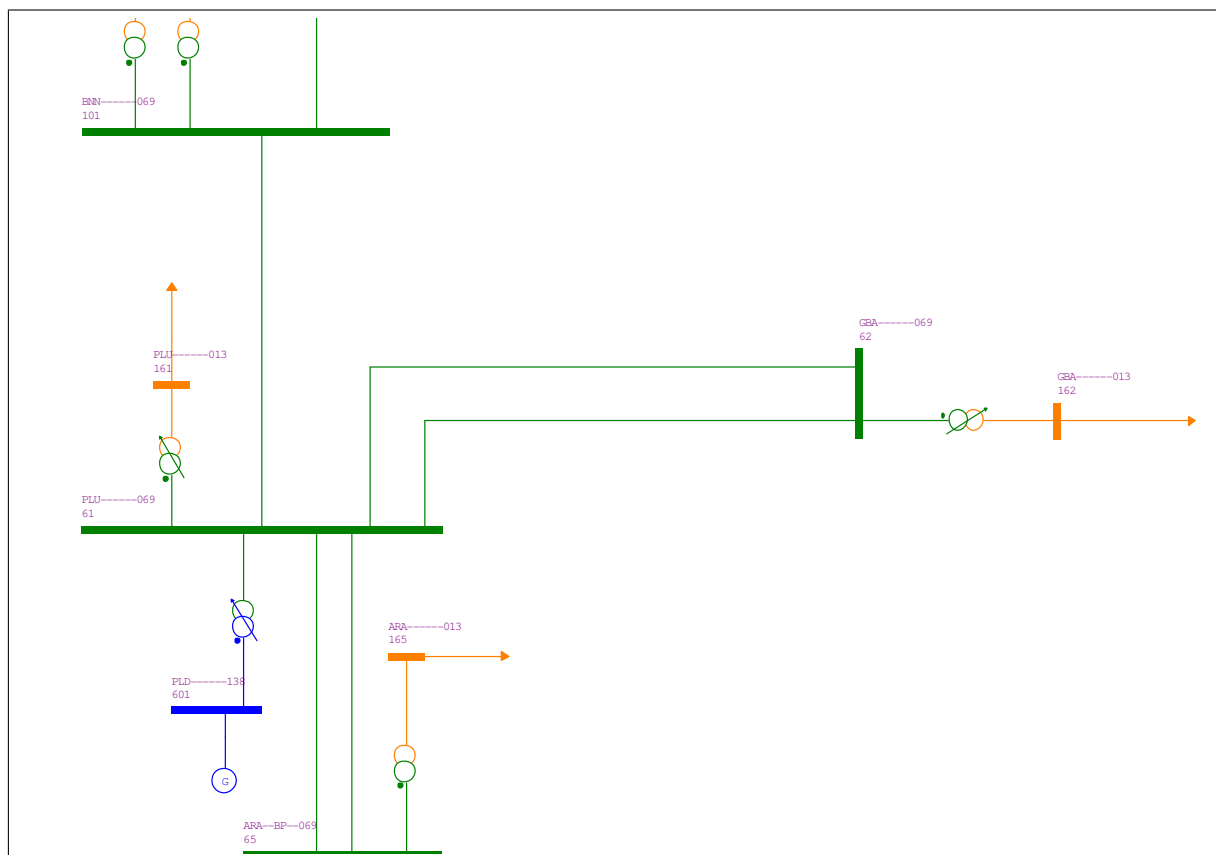 BNN------069
101
GBA------069
62
PLU------013
161
GBA------013
162
PLU------069
61
ARA------013
165
PLD------138
601
G
ARA--BP--069
65